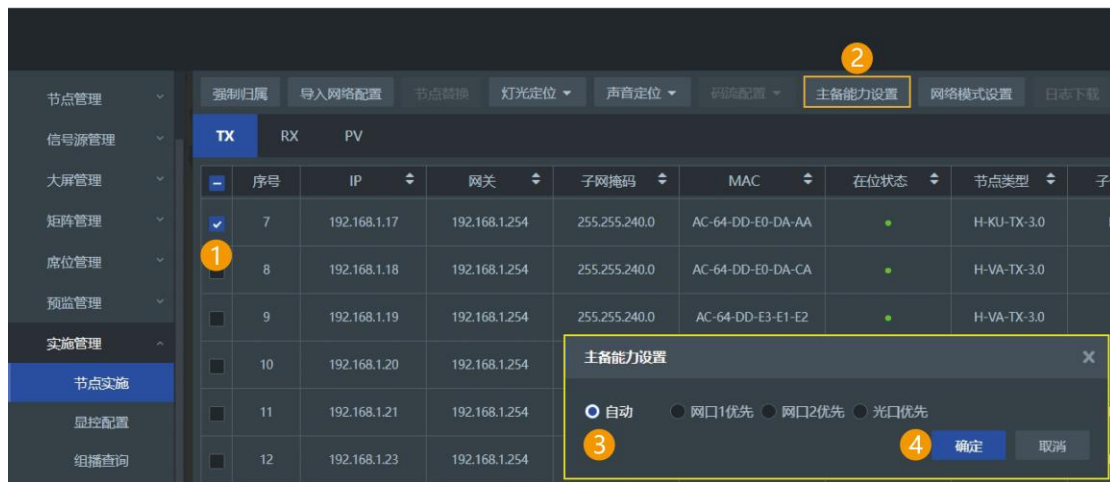 2
节点管理 强制归属 导入网络配置 节点替换 灯光定位 声音定位 码流配置 主备能力设置 网络模式设置 日志下载
信号源管理 TX RX PV
大屏管理 序号 IP 网关 子网掩码 MAC 在位状态 节点类型 子
矩阵管理 7 192.168.1.17 192.168.1.254 255.255.240.0 AC-64-DD-E0-DA-AA H-KU-TX-3.0
1
席位管理 8 192.168.1.18 192.168.1.254 255.255.240.0 AC-64-DD-E0-DA-CA H-VA-TX-3.0
预监管理 9 192.168.1.19 192.168.1.254 255.255.240.0 AC-64-DD-E3-E1-E2 H-VA-TX-3.0
实施管理 10 192.168.1.20 192.168.1.254 主备能力设置
节点实施
显控配置 11 192.168.1.21 192.168.1.254 自动 网口1优先 网口2优先 光口优先
组播查询 12 192.168.1.23 192.168.1.254 3 4 确定 取消